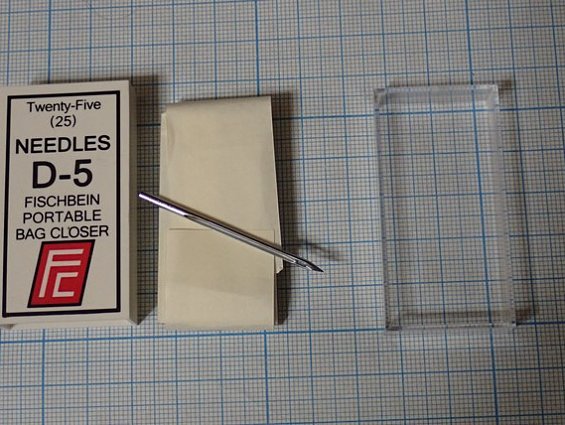 Twenty-Five
(25)
NEEDLES
D-5
FISCHBEIN
PORTABLE
BAG CLOSER
FC